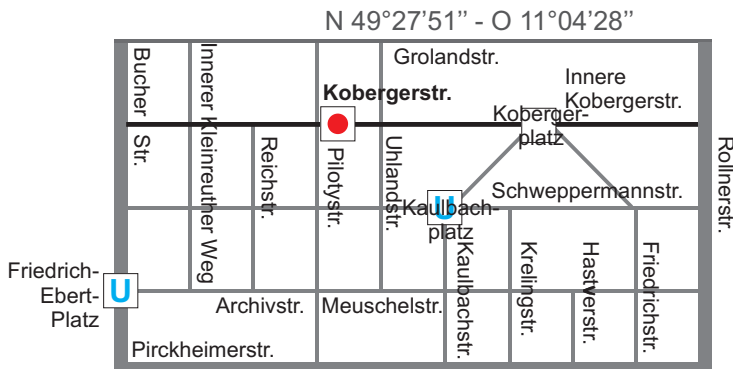 N 49°27’51’’ - O 11°04’28’’
Grolandstr.
Bucher Str.
Innerer Kleinreuther Weg
Innere
Kobergerstr.
Kobergerstr.
Koberger-
platz
Reichstr.
Pilotystr.
Uhlandstr.
Rollnerstr.
Schweppermannstr.
U
Kaulbach-
platz
Kaulbachstr.
Krelingstr.
Hastverstr.
Friedrichstr.
Friedrich-
Ebert-
Platz
U
Archivstr.
Meuschelstr.
Pirckheimerstr.